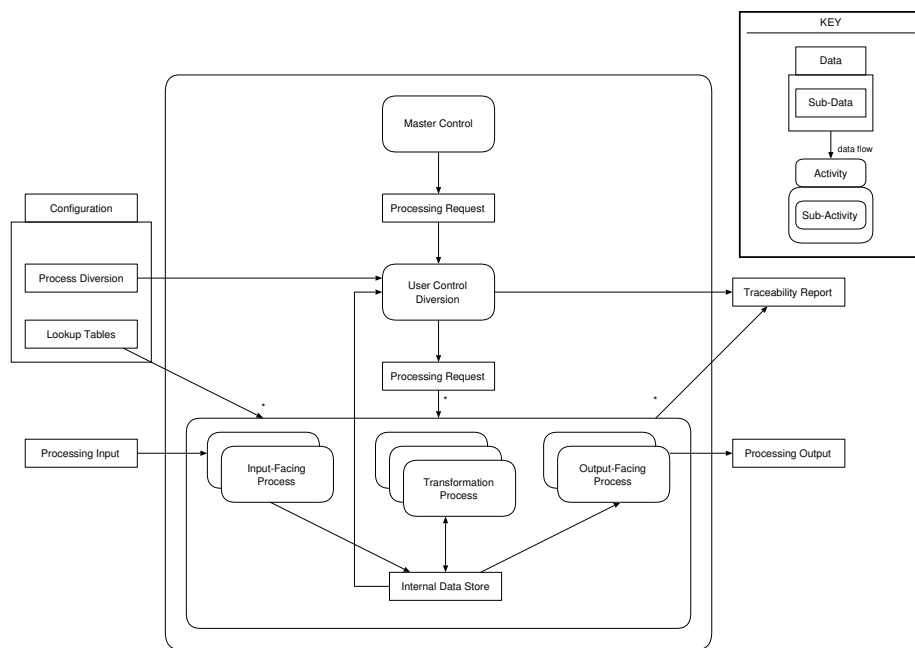 KEY
Data
Sub-Data
data flow
Activity
Sub-Activity
Master Control
Processing Request
Configuration
Process Diversion
Lookup Tables
User Control
Diversion
Traceability Report
Processing Request
*
*
*
Processing Input
Input-Facing
Process
Transformation
Process
Output-Facing
Process
Processing Output
Internal Data Store